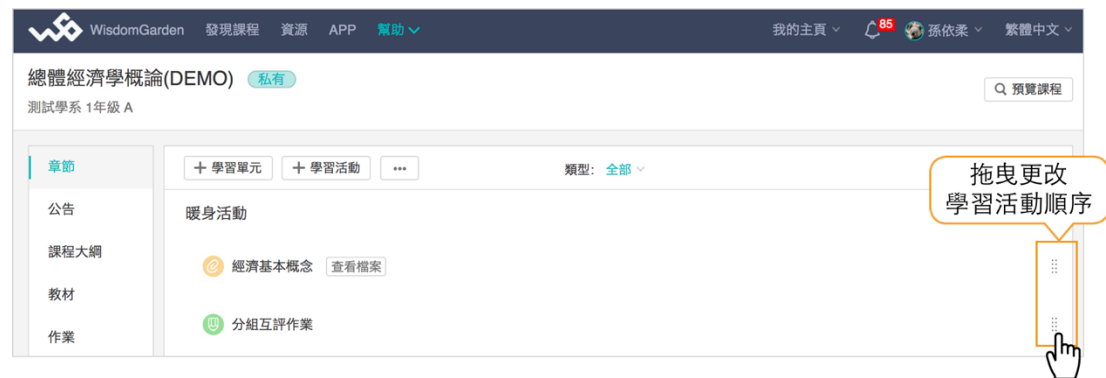 WisdomGarden 發現課程 資源 APP 幫助 我的主頁 85 孫依柔 繁體中文
總體經濟學概論(DEMO) 私有
預覽課程
測試學系 1年級 A
章節
+ 學習單元 + 學習活動 ••• 類型: 全部
拖曳更改
學習活動順序
公告
暖身活動
課程大綱
經濟基本概念 查看檔案
教材
分組互評作業
作業